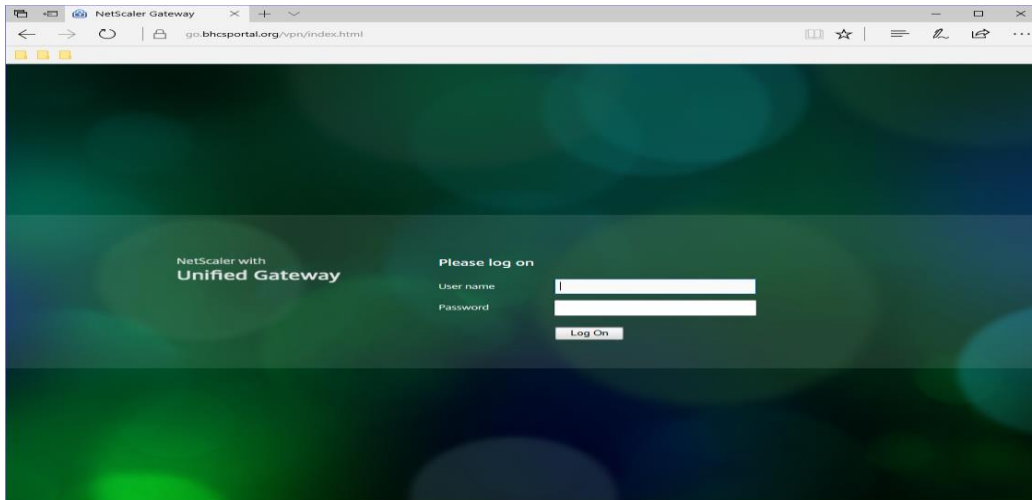 NetScaler Gateway
go.bhcsportal.org/vpn/index.html
NetScaler with
Unified Gateway
Please log on
User name
Password
Log On